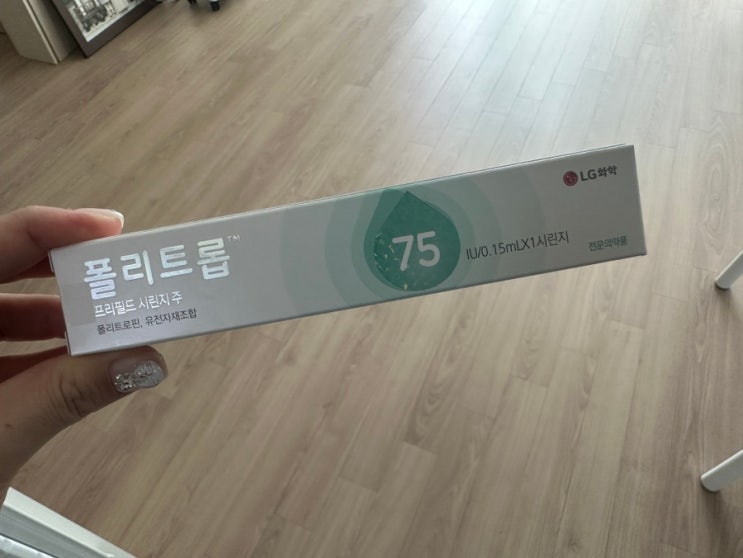 폴리트롭™
프리필드 시린지 주
폴리트로핀, 유전자재조합
75
IU/0.15mLX1시린지
LG화학
전문의약품